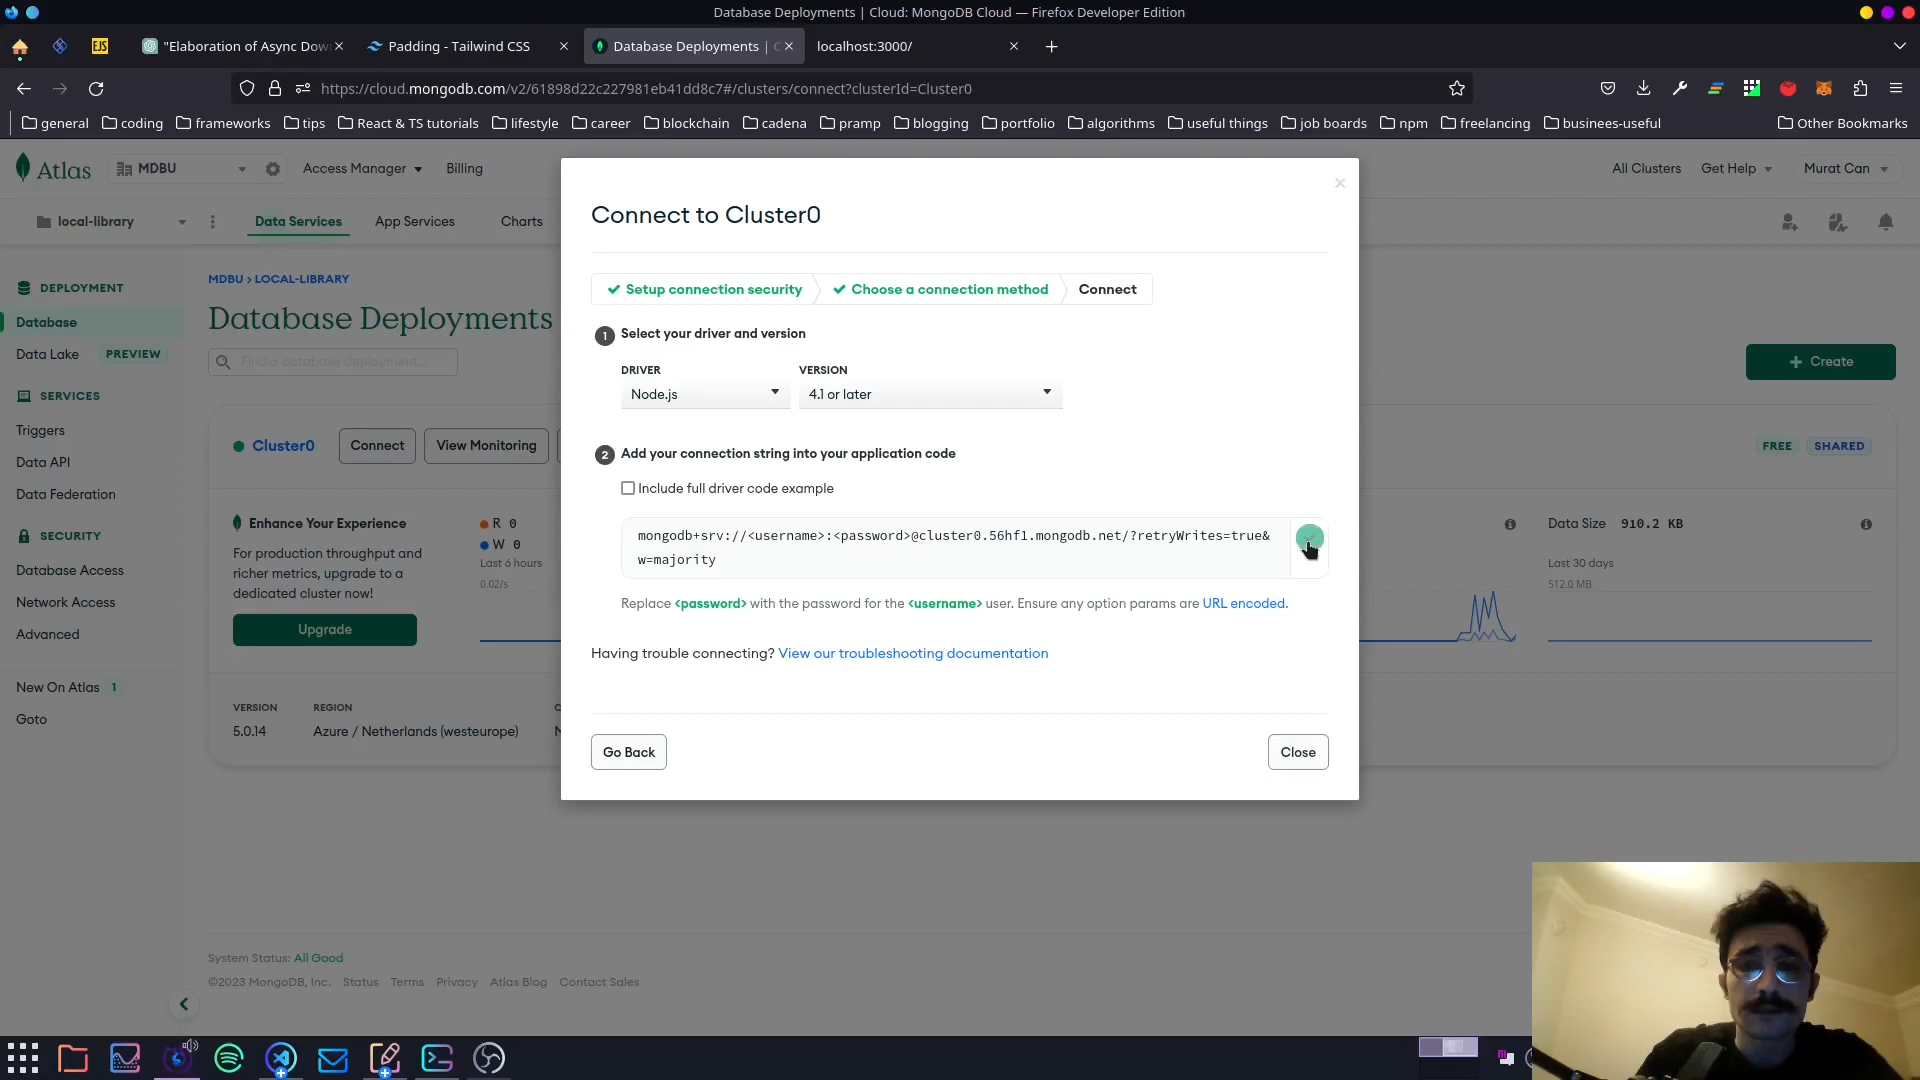 Database Deployments | Cloud: MongoDB Cloud — Firefox Developer Edition
EJS
"Elaboration of Async Dow
Padding - Tailwind CSS
Database Deployments |
localhost:3000/
https://cloud.mongodb.com/v2/61898d22c227981eb41dd8c7#/clusters/connect?clusterId=Cluster0
general
coding
frameworks
tips
React & TS tutorials
lifestyle
career
blockchain
cadena
pramp
blogging
portfolio
algorithms
useful things
job boards
npm
freelancing
businees-useful
Other Bookmarks
Atlas
MDBU
Access Manager
Billing
All Clusters
Get Help
Murat Can
local-library
Data Services
App Services
Charts
DEPLOYMENT
Database
Data Lake PREVIEW
SERVICES
Triggers
Data API
Data Federation
SECURITY
Database Access
Network Access
Advanced
New On Atlas 1
Goto
MDBU > LOCAL-LIBRARY
Database Deployments
Find a database deployment...
+ Create
Cluster0
Connect
View Monitoring
FREE
SHARED
Enhance Your Experience
For production throughput and
richer metrics, upgrade to a
dedicated cluster now!
Upgrade
R 0
W 0
Last 6 hours
0.02/s
Data Size 910.2 KB
Last 30 days
512.0 MB
VERSION
5.0.14
REGION
Azure / Netherlands (westeurope)
Connect to Cluster0
Setup connection security
Choose a connection method
Connect
1 Select your driver and version
DRIVER
Node.js
VERSION
4.1 or later
2 Add your connection string into your application code
Include full driver code example
mongodb+srv://<username>:<password>@cluster0.56hf1.mongodb.net/?retryWrites=true&
w=majority
Replace <password> with the password for the <username> user. Ensure any option params are URL encoded.
Having trouble connecting? View our troubleshooting documentation
Go Back
Close
System Status: All Good
©2023 MongoDB, Inc. Status Terms Privacy Atlas Blog Contact Sales